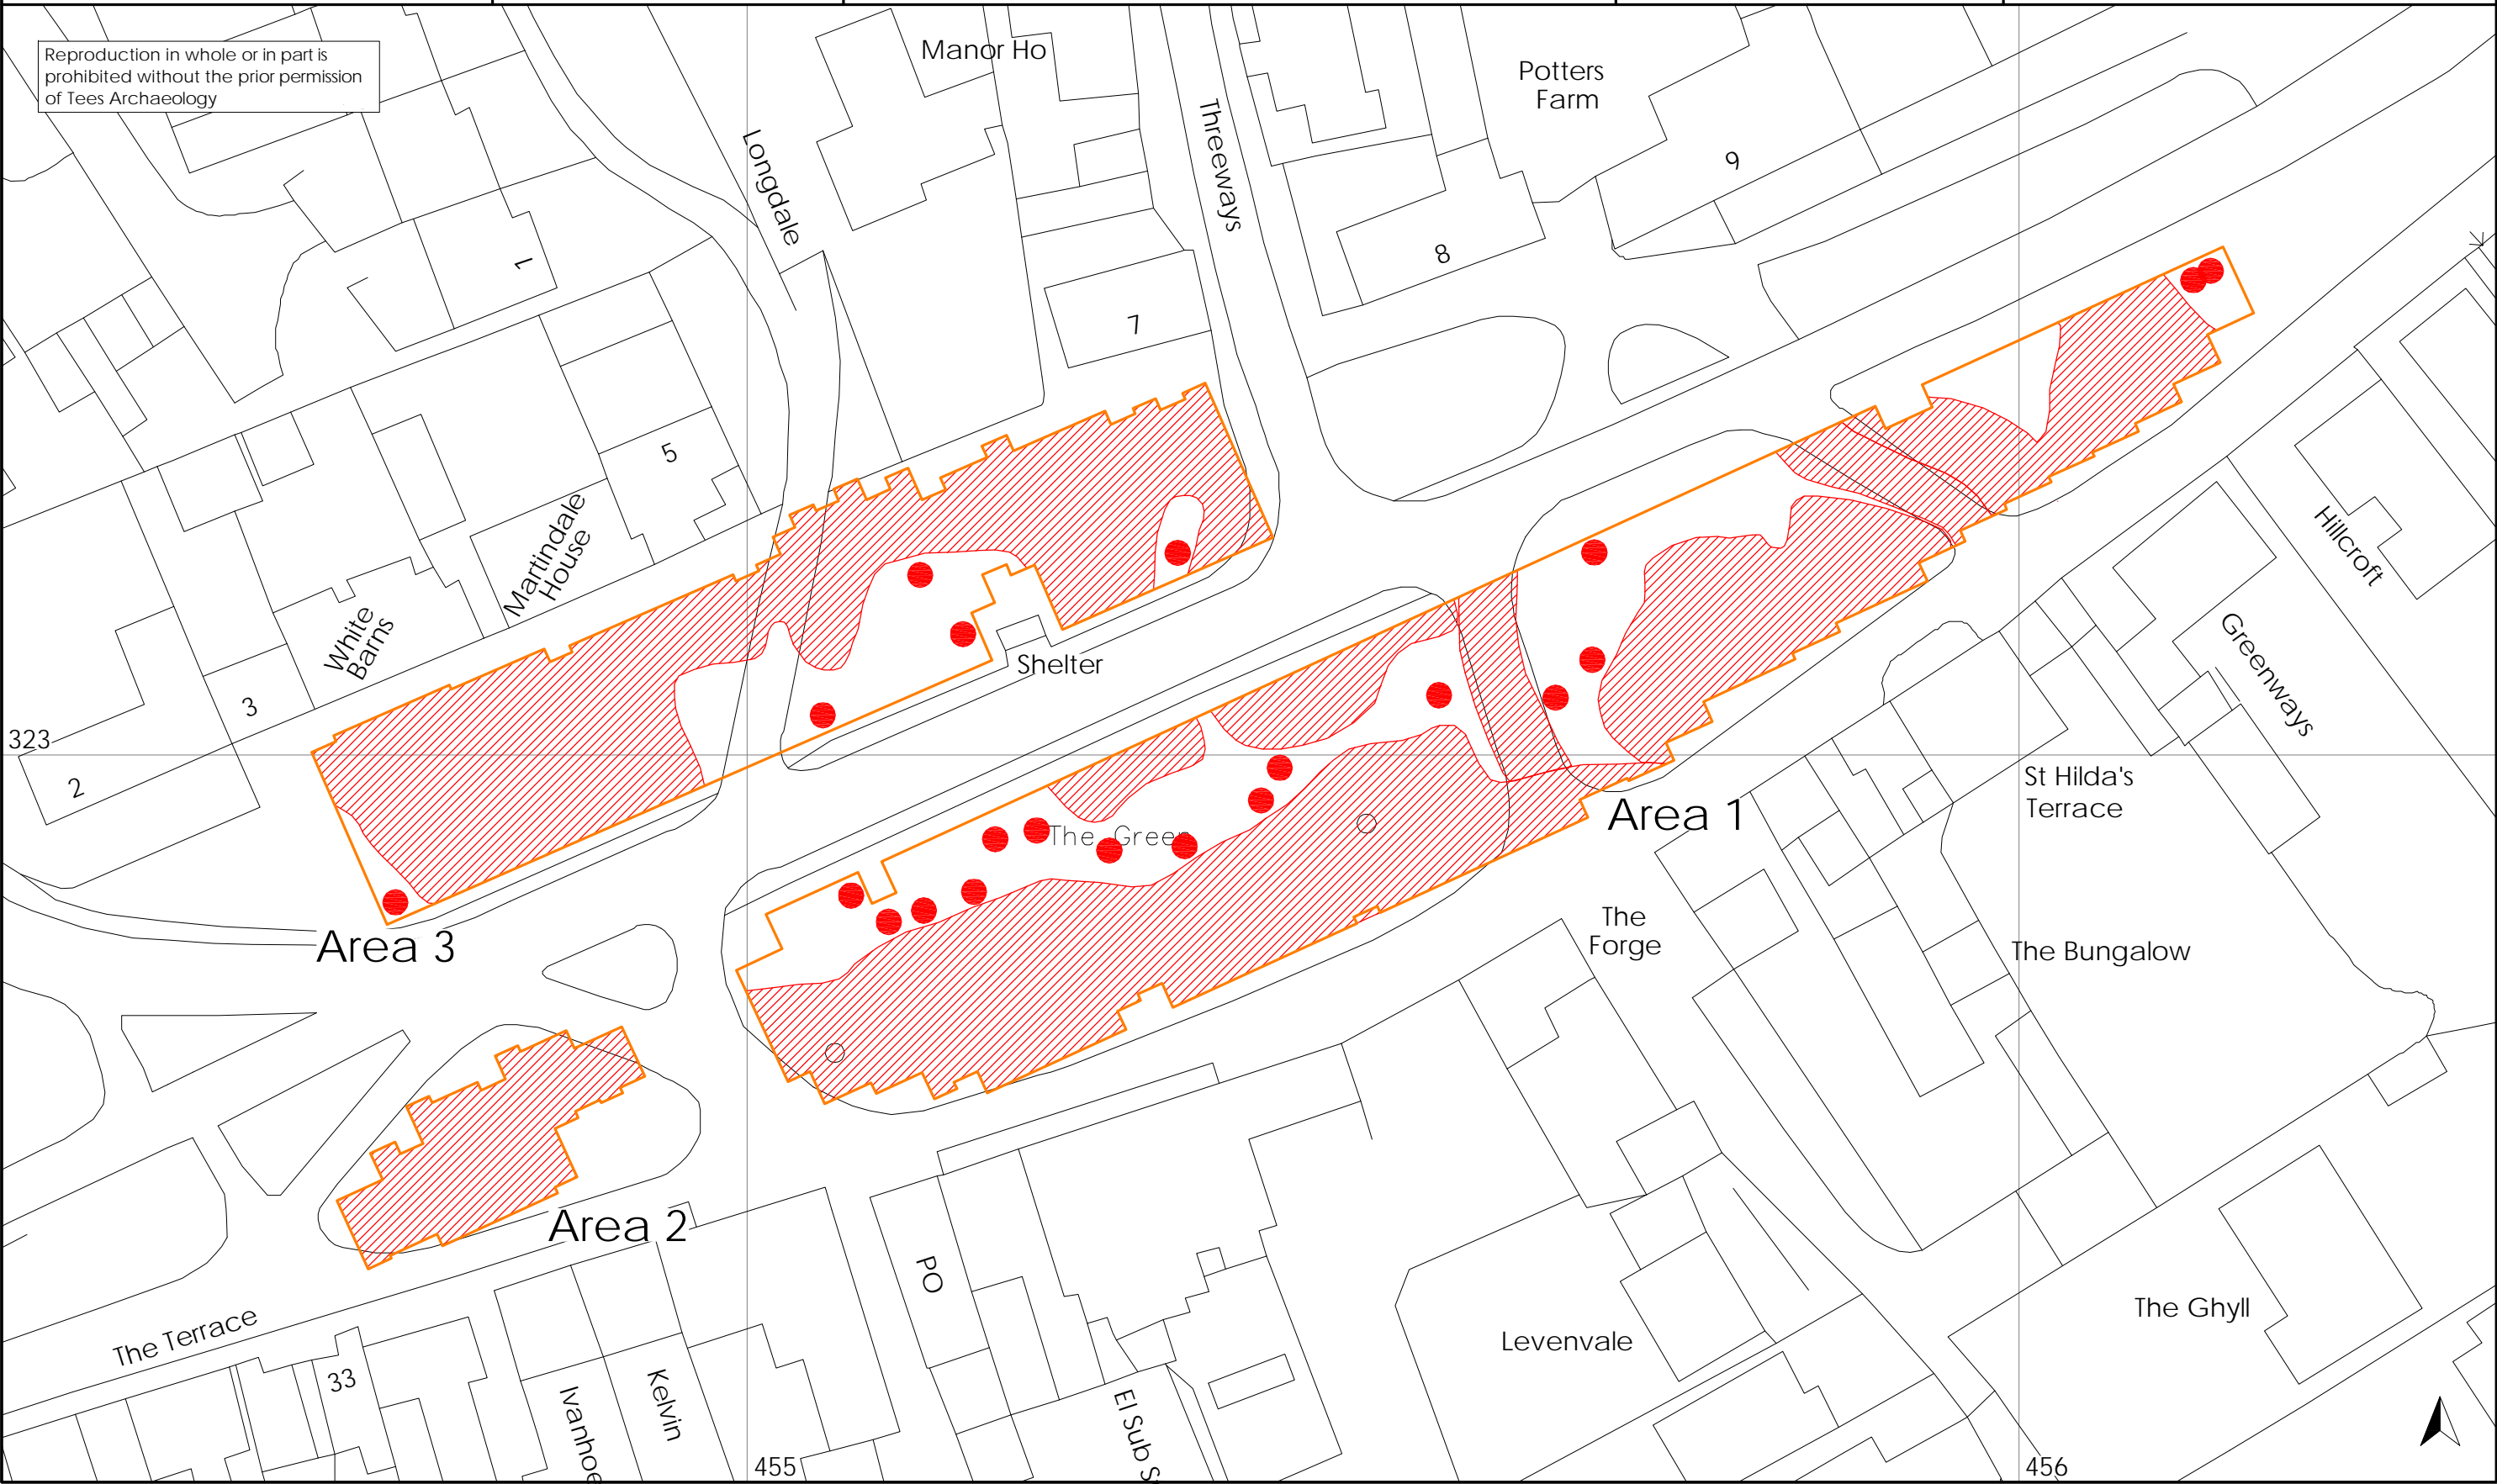 Reproduction in whole or in part is
prohibited without the prior permission
of Tees Archaeology
Manor Ho
Potters
Farm
Longdale
Threeways
9
8
1
7
5
Martindale
House
White
Barns
3
2
323
Shelter
Hillcroft
Greenways
St Hilda's
Terrace
Area 1
The Green
The
Forge
The Bungalow
Area 3
Area 2
The Terrace
33
Ivanhoe
Kelvin
PO
El Sub S
Levenvale
The Ghyll
455
456